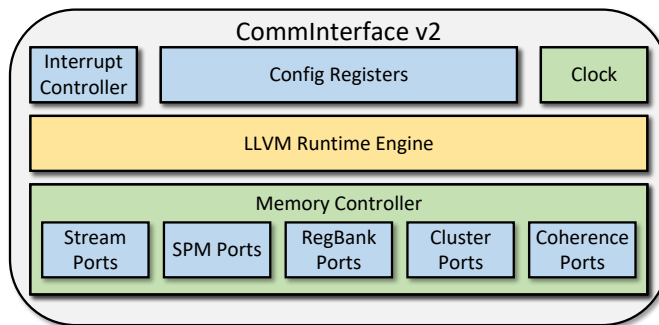 CommInterface v2
Interrupt
Controller
Config Registers
Clock
LLVM Runtime Engine
Memory Controller
Stream
Ports
SPM Ports
RegBank
Ports
Cluster
Ports
Coherence
Ports